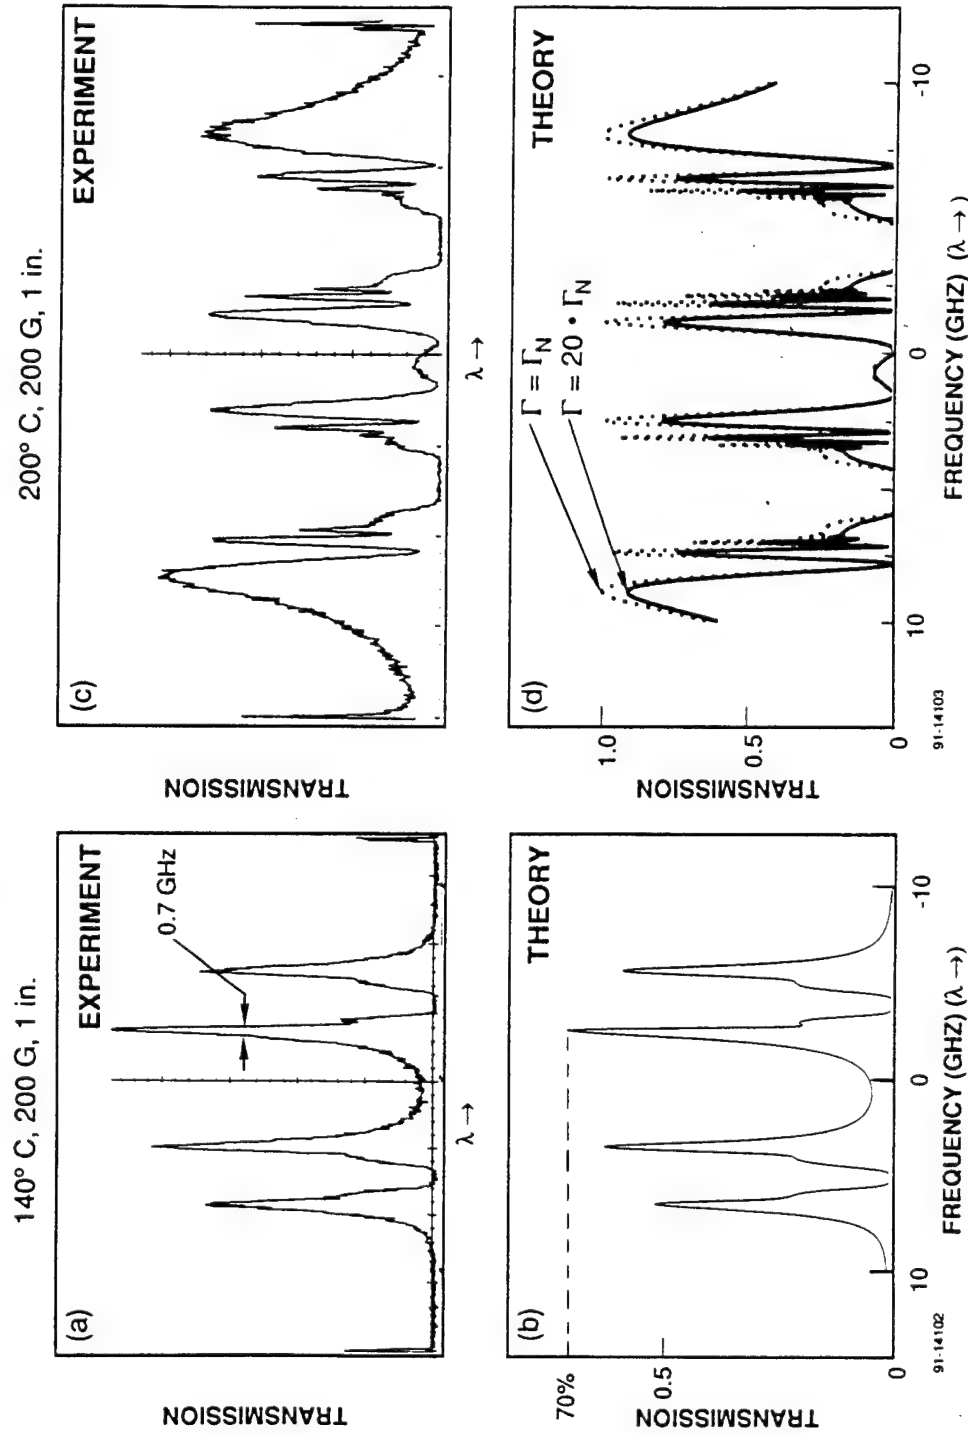 140° C, 200 G, 1 in.
(a)
EXPERIMENT
0.7 GHz
TRANSMISSION
λ →
(b)
THEORY
70%
0.5
0
TRANSMISSION
10
0
-10
FREQUENCY (GHZ) (λ →)
91-14102
200° C, 200 G, 1 in.
(c)
EXPERIMENT
TRANSMISSION
λ →
(d)
THEORY
Γ = Γ_N
Γ = 20 • Γ_N
1.0
0.5
0
TRANSMISSION
10
0
-10
FREQUENCY (GHZ) (λ →)
91-14103